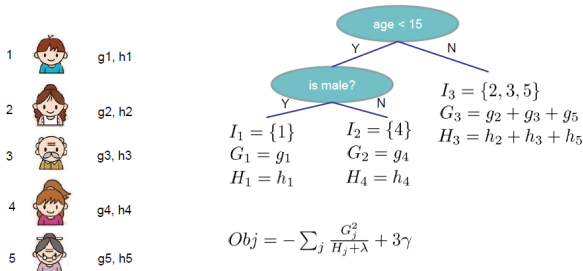 age < 15
Y N
is male?
Y N
1 g1, h1
2 g2, h2
3 g3, h3
4 g4, h4
5 g5, h5
I₁ = {1}
G₁ = g₁
H₁ = h₁
I₂ = {4}
G₂ = g₄
H₄ = h₄
I₃ = {2, 3, 5}
G₃ = g₂ + g₃ + g₅
H₃ = h₂ + h₃ + h₅
Obj = − ∑ⱼ Gⱼ² / (Hⱼ+λ) + 3γ